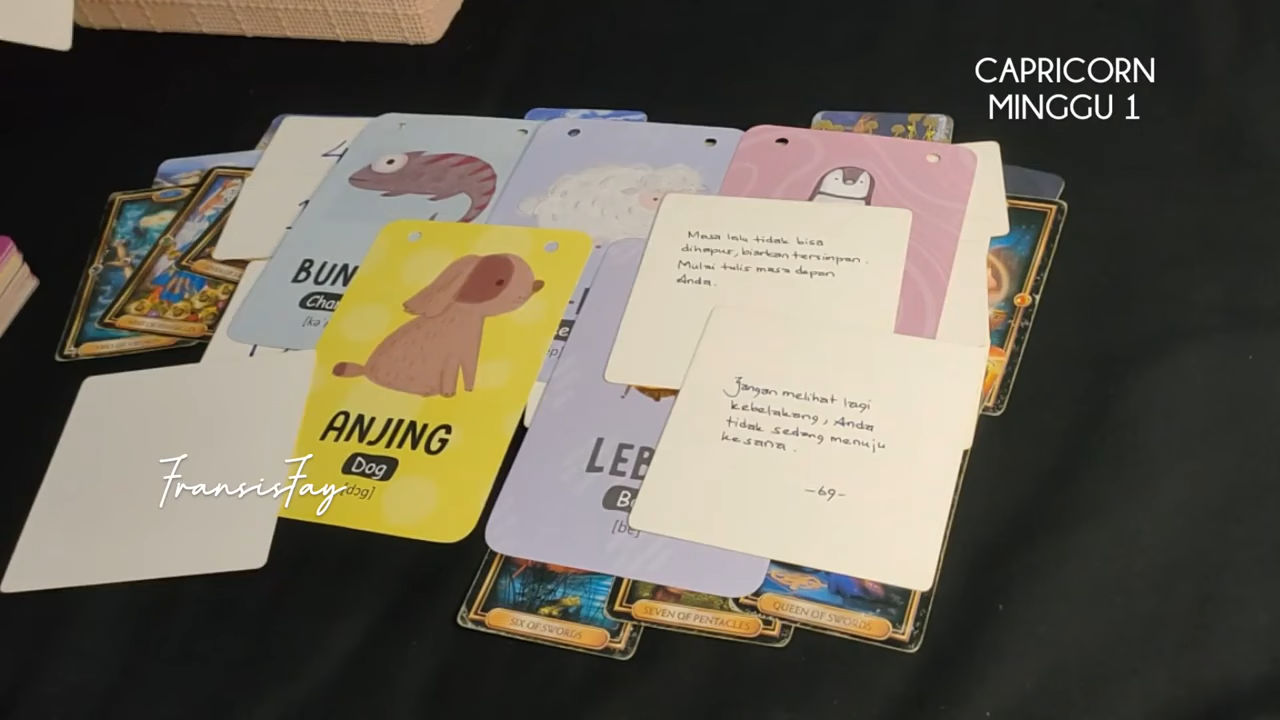 CAPRICORN
MINGGU 1
4
BUN
Cha
[kə'
Masa lalu tidak bisa
dihapus, biarkan tersimpan.
Mulai tulis masa depan
Anda.
ANJING
Dog
[dɔg]
LEB
[be]
Jangan melihat lagi
kebelakang, Anda
tidak sedang menuju
kesana.
-69-
FransisFay
SIX OF SWORDS
SEVEN OF PENTACLES
QUEEN OF SWORDS